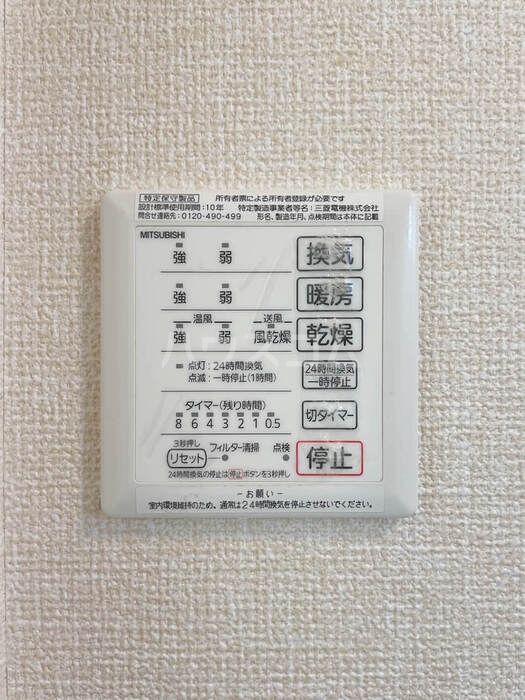 特定保守製品 所有者票による所有者登録が必要です
設計標準使用期間:10年 特定製造事業者等名:三菱電機株式会社
問合せ連絡先:0120-490-499 形名、製造年月、点検期間は本体に記載
MITSUBISHI
強 弱 換気
強 弱 暖房
温風 送風
強 弱 風乾燥 乾燥
点灯:24時間換気
点滅:一時停止(1時間)
24時間換気
一時停止
タイマー(残り時間)
8 6 4 3 2 1 0.5
切タイマー
3秒押し
リセット フィルター清掃 点検
停止
24時間換気の停止は停止ボタンを3秒押し
-お願い-
室内環境維持のため、通常は24時間換気を停止させないでください。